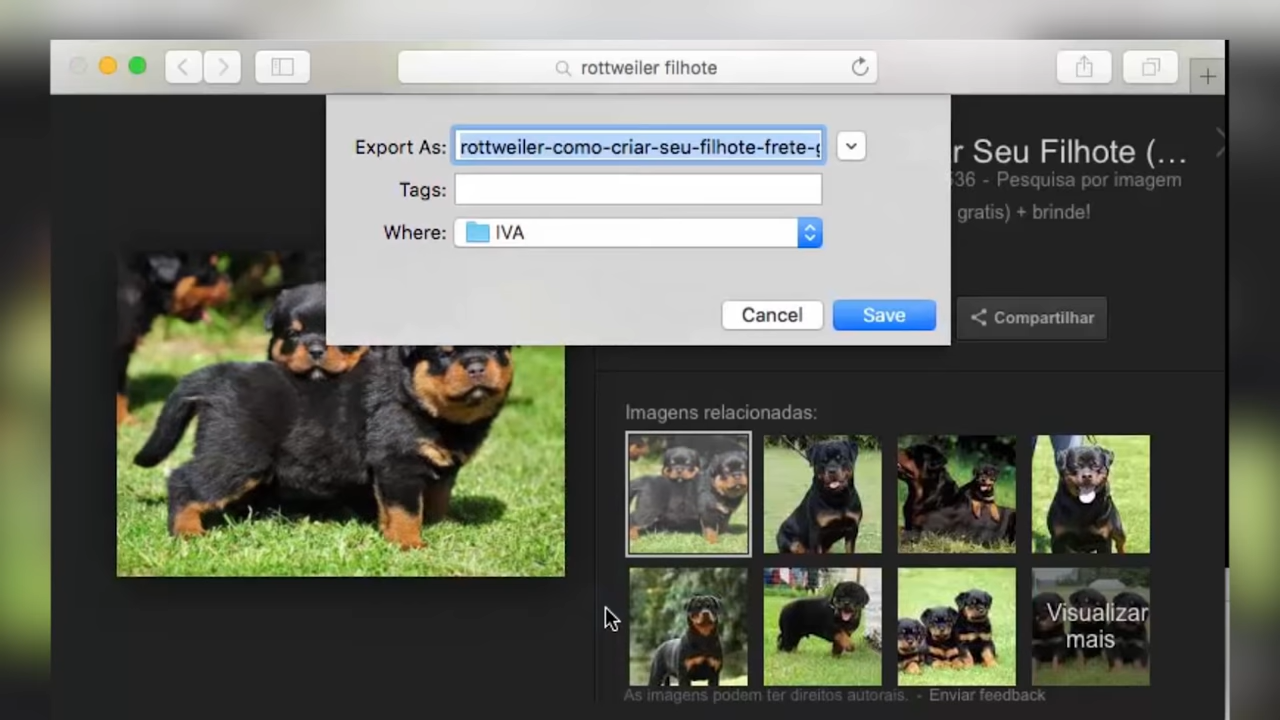 rottweiler filhote
Export As: rottweiler-como-criar-seu-filhote-frete-
Tags:
Where: IVA
Cancel Save
Seu Filhote (...
536 - Pesquisa por imagem
gratis) + brinde!
Compartilhar
Imagens relacionadas:
Visualizar
mais
As imagens podem ter direitos autorais. - Enviar feedback